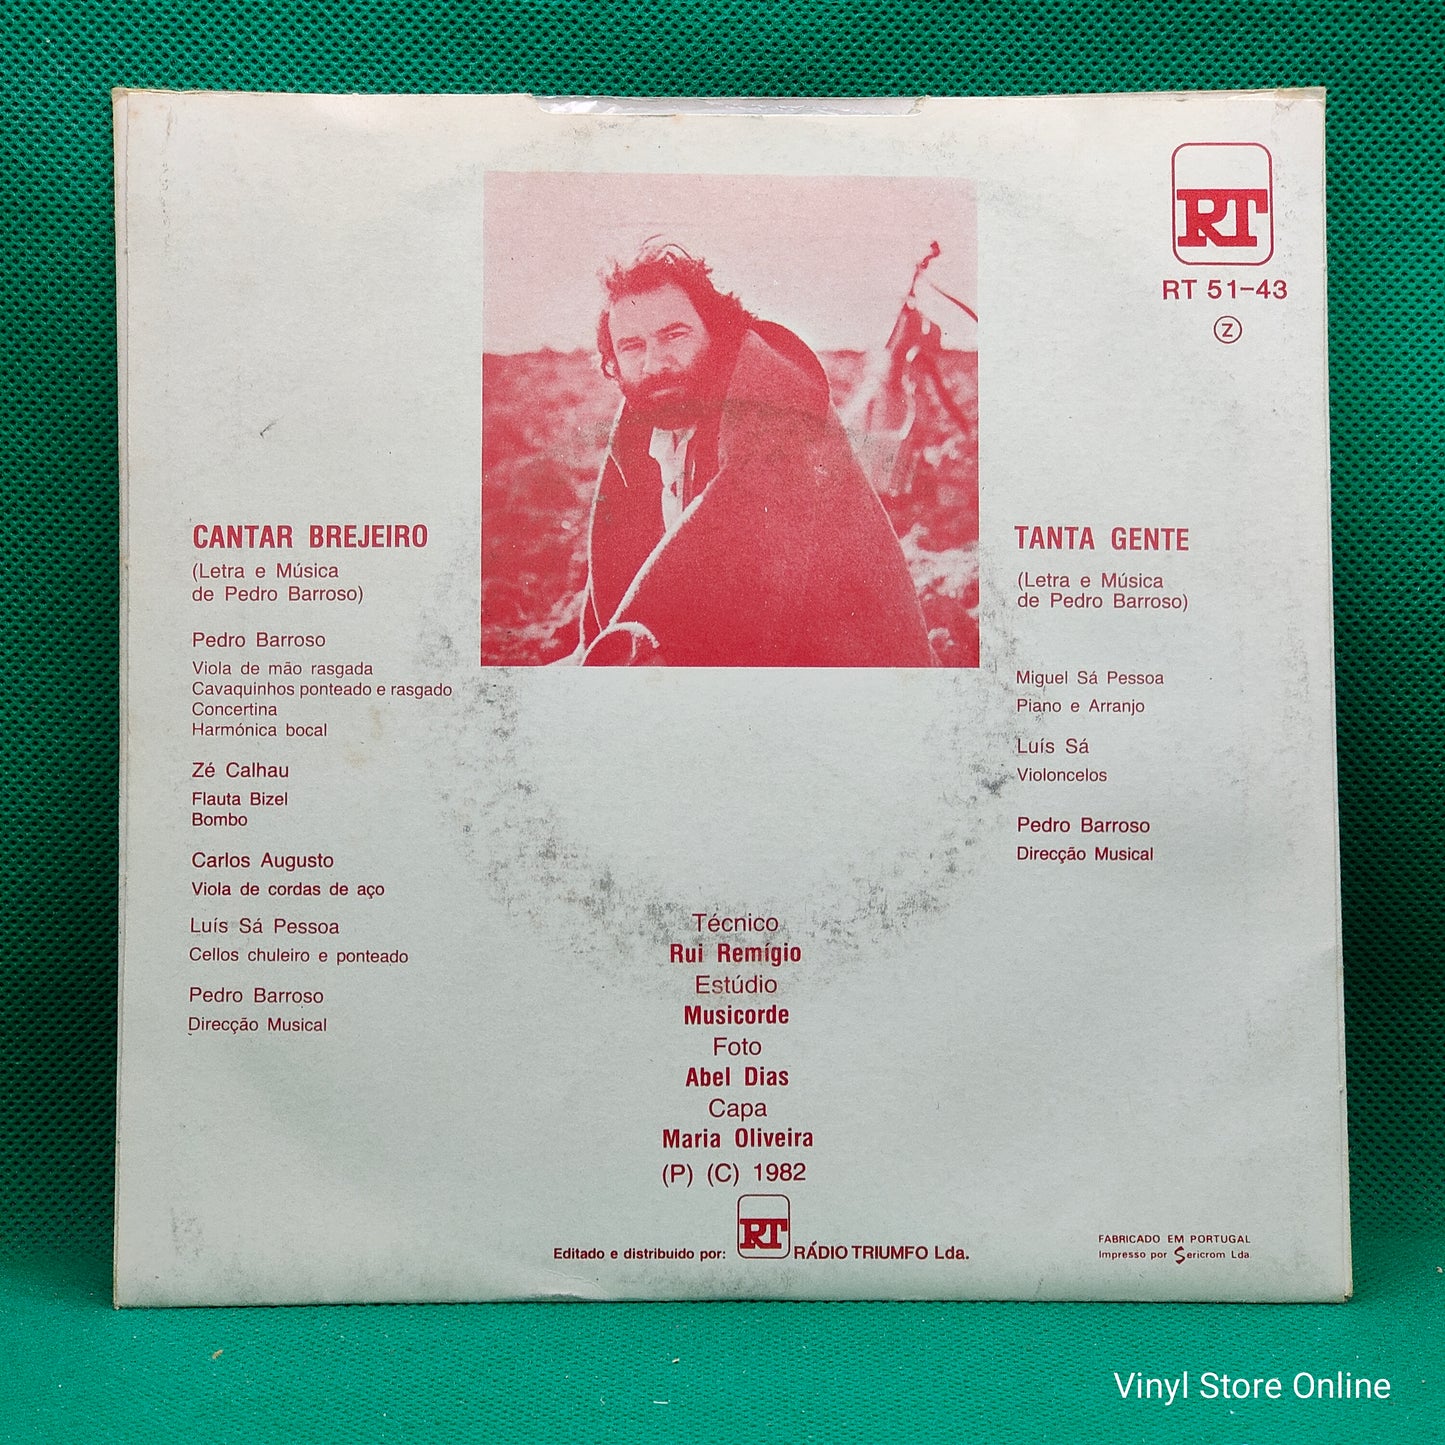 RT
RT 51-43
Z
CANTAR BREJEIRO
(Letra e Música
de Pedro Barroso)
Pedro Barroso
Viola de mão rasgada
Cavaquinhos ponteado e rasgado
Concertina
Harmónica bocal
Zé Calhau
Flauta Bizel
Bombo
Carlos Augusto
Viola de cordas de aço
Luís Sá Pessoa
Cellos chuleiro e ponteado
Pedro Barroso
Direcção Musical
TANTA GENTE
(Letra e Música
de Pedro Barroso)
Miguel Sá Pessoa
Piano e Arranjo
Luís Sá
Violoncelos
Pedro Barroso
Direcção Musical
Técnico
Rui Remígio
Estúdio
Musicorde
Foto
Abel Dias
Capa
Maria Oliveira
(P) (C) 1982
Editado e distribuido por: RT RÁDIO TRIUMFO Lda.
FABRICADO EM PORTUGAL
Impresso por Sericrom Lda.
Vinyl Store Online